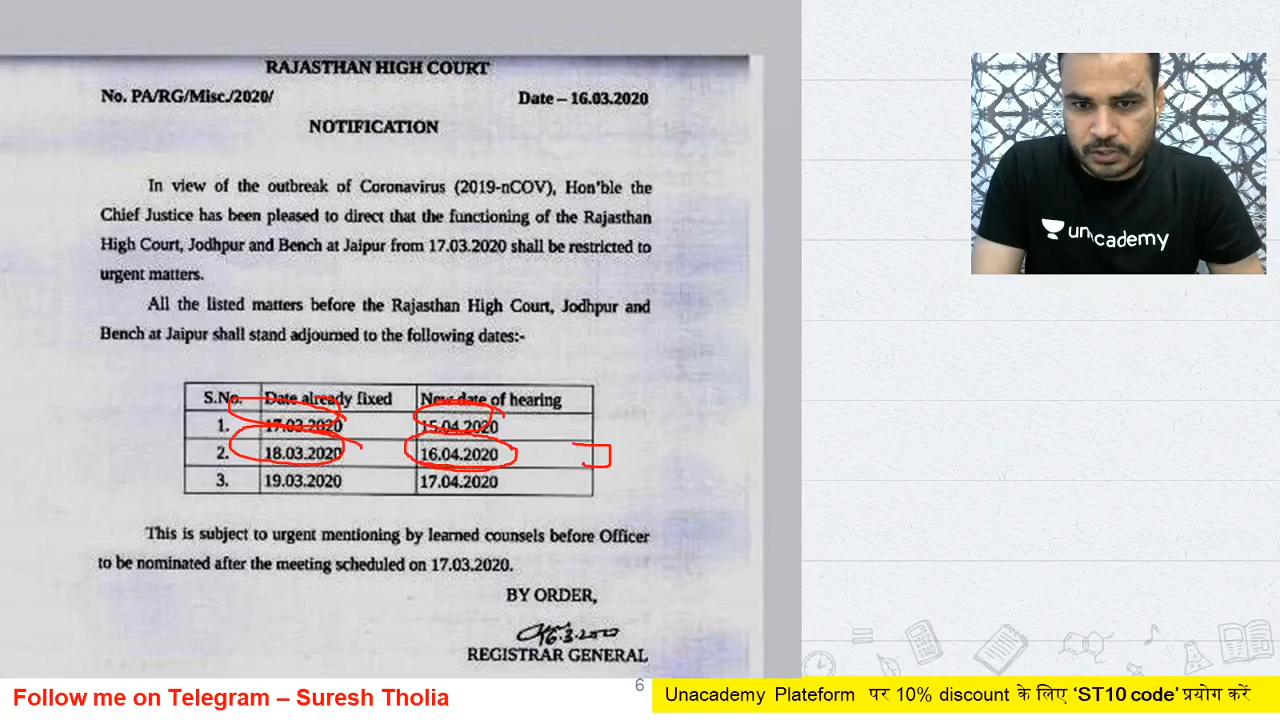 RAJASTHAN HIGH COURT
No. PA/RG/Misc./2020/ Date – 16.03.2020
NOTIFICATION
In view of the outbreak of Coronavirus (2019-nCOV), Hon'ble the
Chief Justice has been pleased to direct that the functioning of the Rajasthan
High Court, Jodhpur and Bench at Jaipur from 17.03.2020 shall be restricted to
urgent matters.
All the listed matters before the Rajasthan High Court, Jodhpur and
Bench at Jaipur shall stand adjourned to the following dates:-
S.No. Date already fixed New date of hearing
1. 17.03.2020 15.04.2020
2. 18.03.2020 16.04.2020
3. 19.03.2020 17.04.2020
This is subject to urgent mentioning by learned counsels before Officer
to be nominated after the meeting scheduled on 17.03.2020.
BY ORDER,
16.3.2020
REGISTRAR GENERAL
unacademy
6
Follow me on Telegram – Suresh Tholia
Unacademy Plateform पर 10% discount के लिए ‘ST10 code’ प्रयोग करें